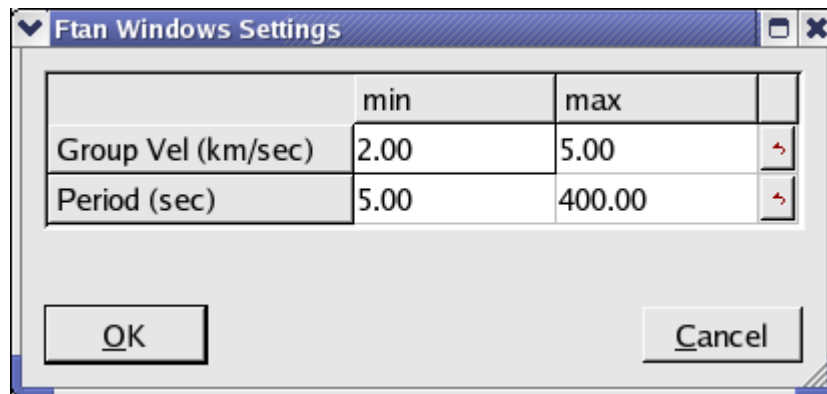 Ftan Windows Settings
min max
Group Vel (km/sec) 2.00 5.00
Period (sec) 5.00 400.00
OK Cancel